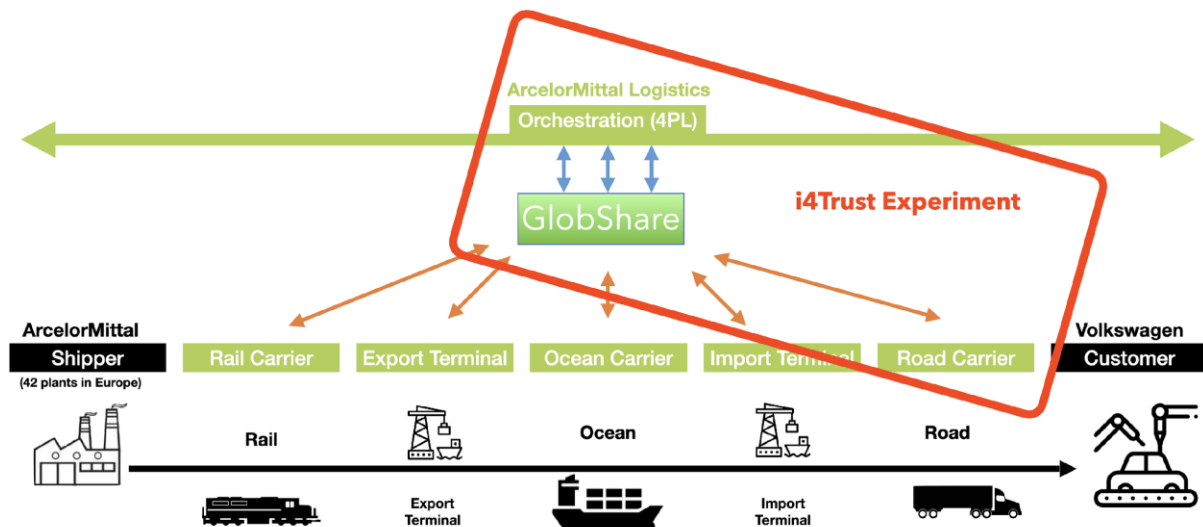 ArcelorMittal Logistics
Orchestration (4PL)
GlobShare
i4Trust Experiment
ArcelorMittal
Volkswagen
Shipper
Rail Carrier
Export Terminal
Ocean Carrier
Import Terminal
Road Carrier
Customer
(42 plants in Europe)
Rail
Ocean
Road
Export
Terminal
Import
Terminal